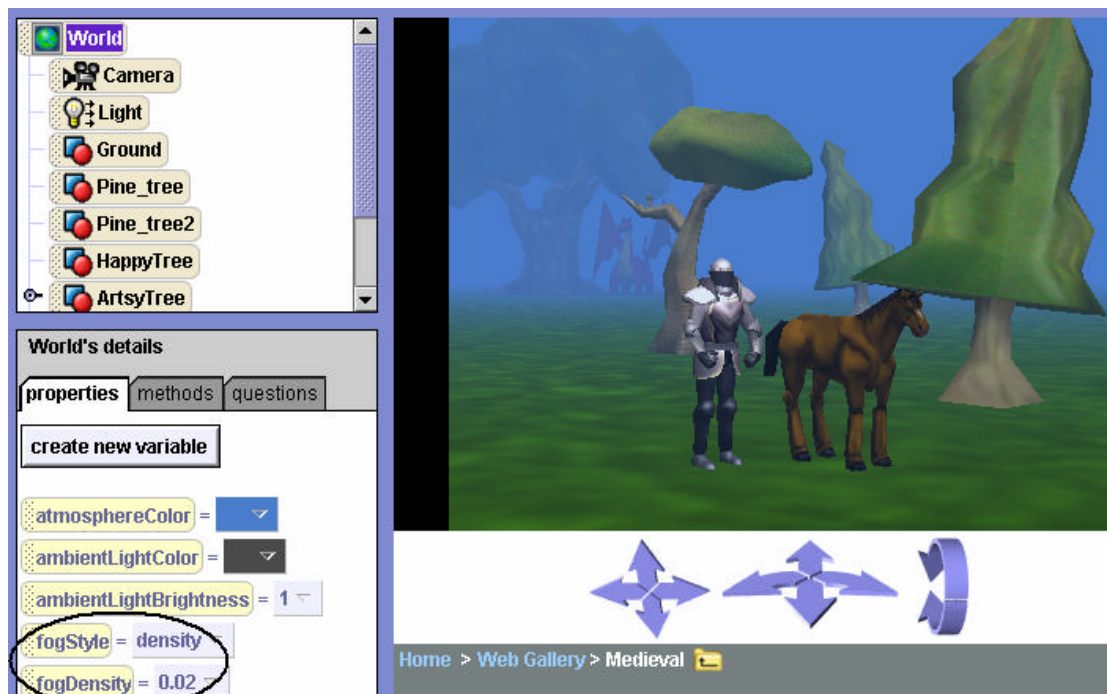 World
Camera
Light
Ground
Pine_tree
Pine_tree2
HappyTree
ArtsyTree
World's details
properties methods questions
create new variable
atmosphereColor =
ambientLightColor =
ambientLightBrightness = 1
fogStyle = density
fogDensity = 0.02
Home > Web Gallery > Medieval